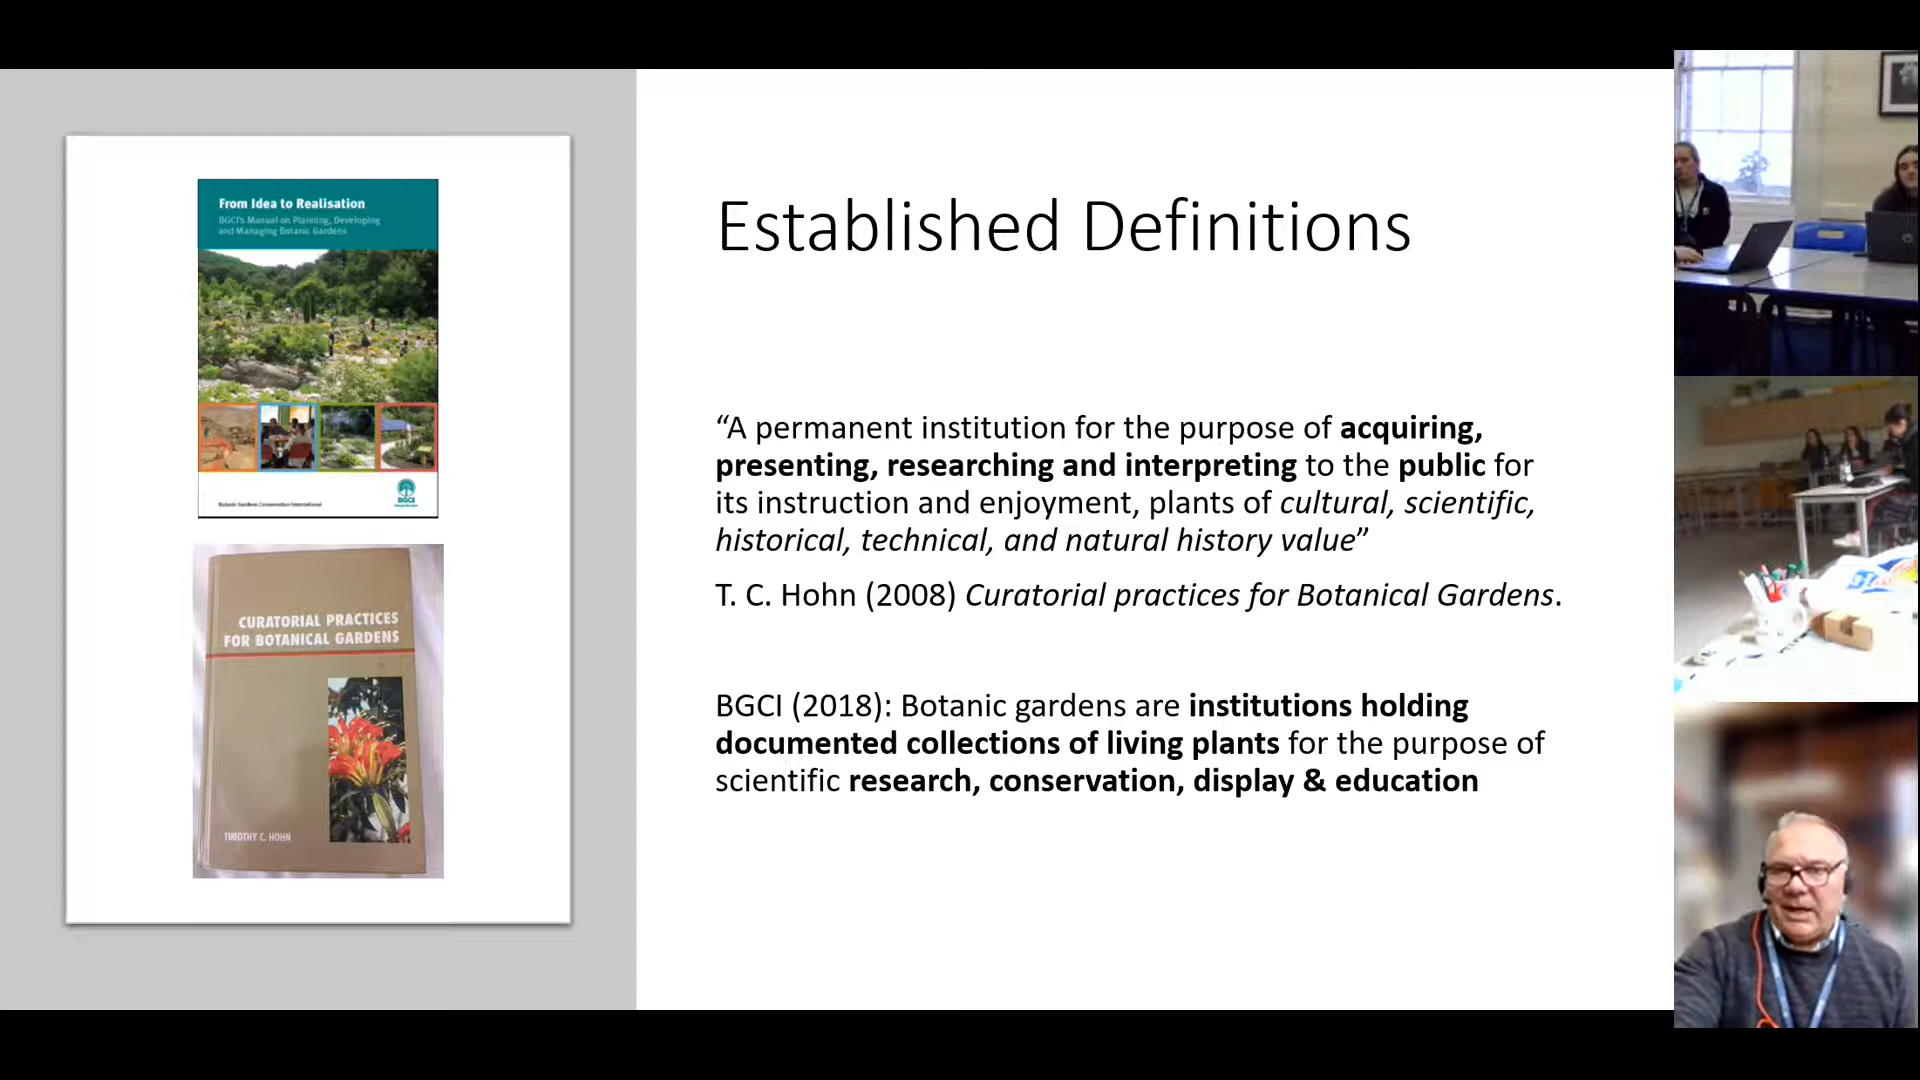 From Idea to Realisation
BGCI's Manual on Planning, Developing
and Managing Botanic Gardens
Botanic Gardens Conservation International
BGCI
CURATORIAL PRACTICES
FOR BOTANICAL GARDENS
TIMOTHY C. HOHN
Established Definitions
“A permanent institution for the purpose of acquiring,
presenting, researching and interpreting to the public for
its instruction and enjoyment, plants of cultural, scientific,
historical, technical, and natural history value”
T. C. Hohn (2008) Curatorial practices for Botanical Gardens.
BGCI (2018): Botanic gardens are institutions holding
documented collections of living plants for the purpose of
scientific research, conservation, display & education